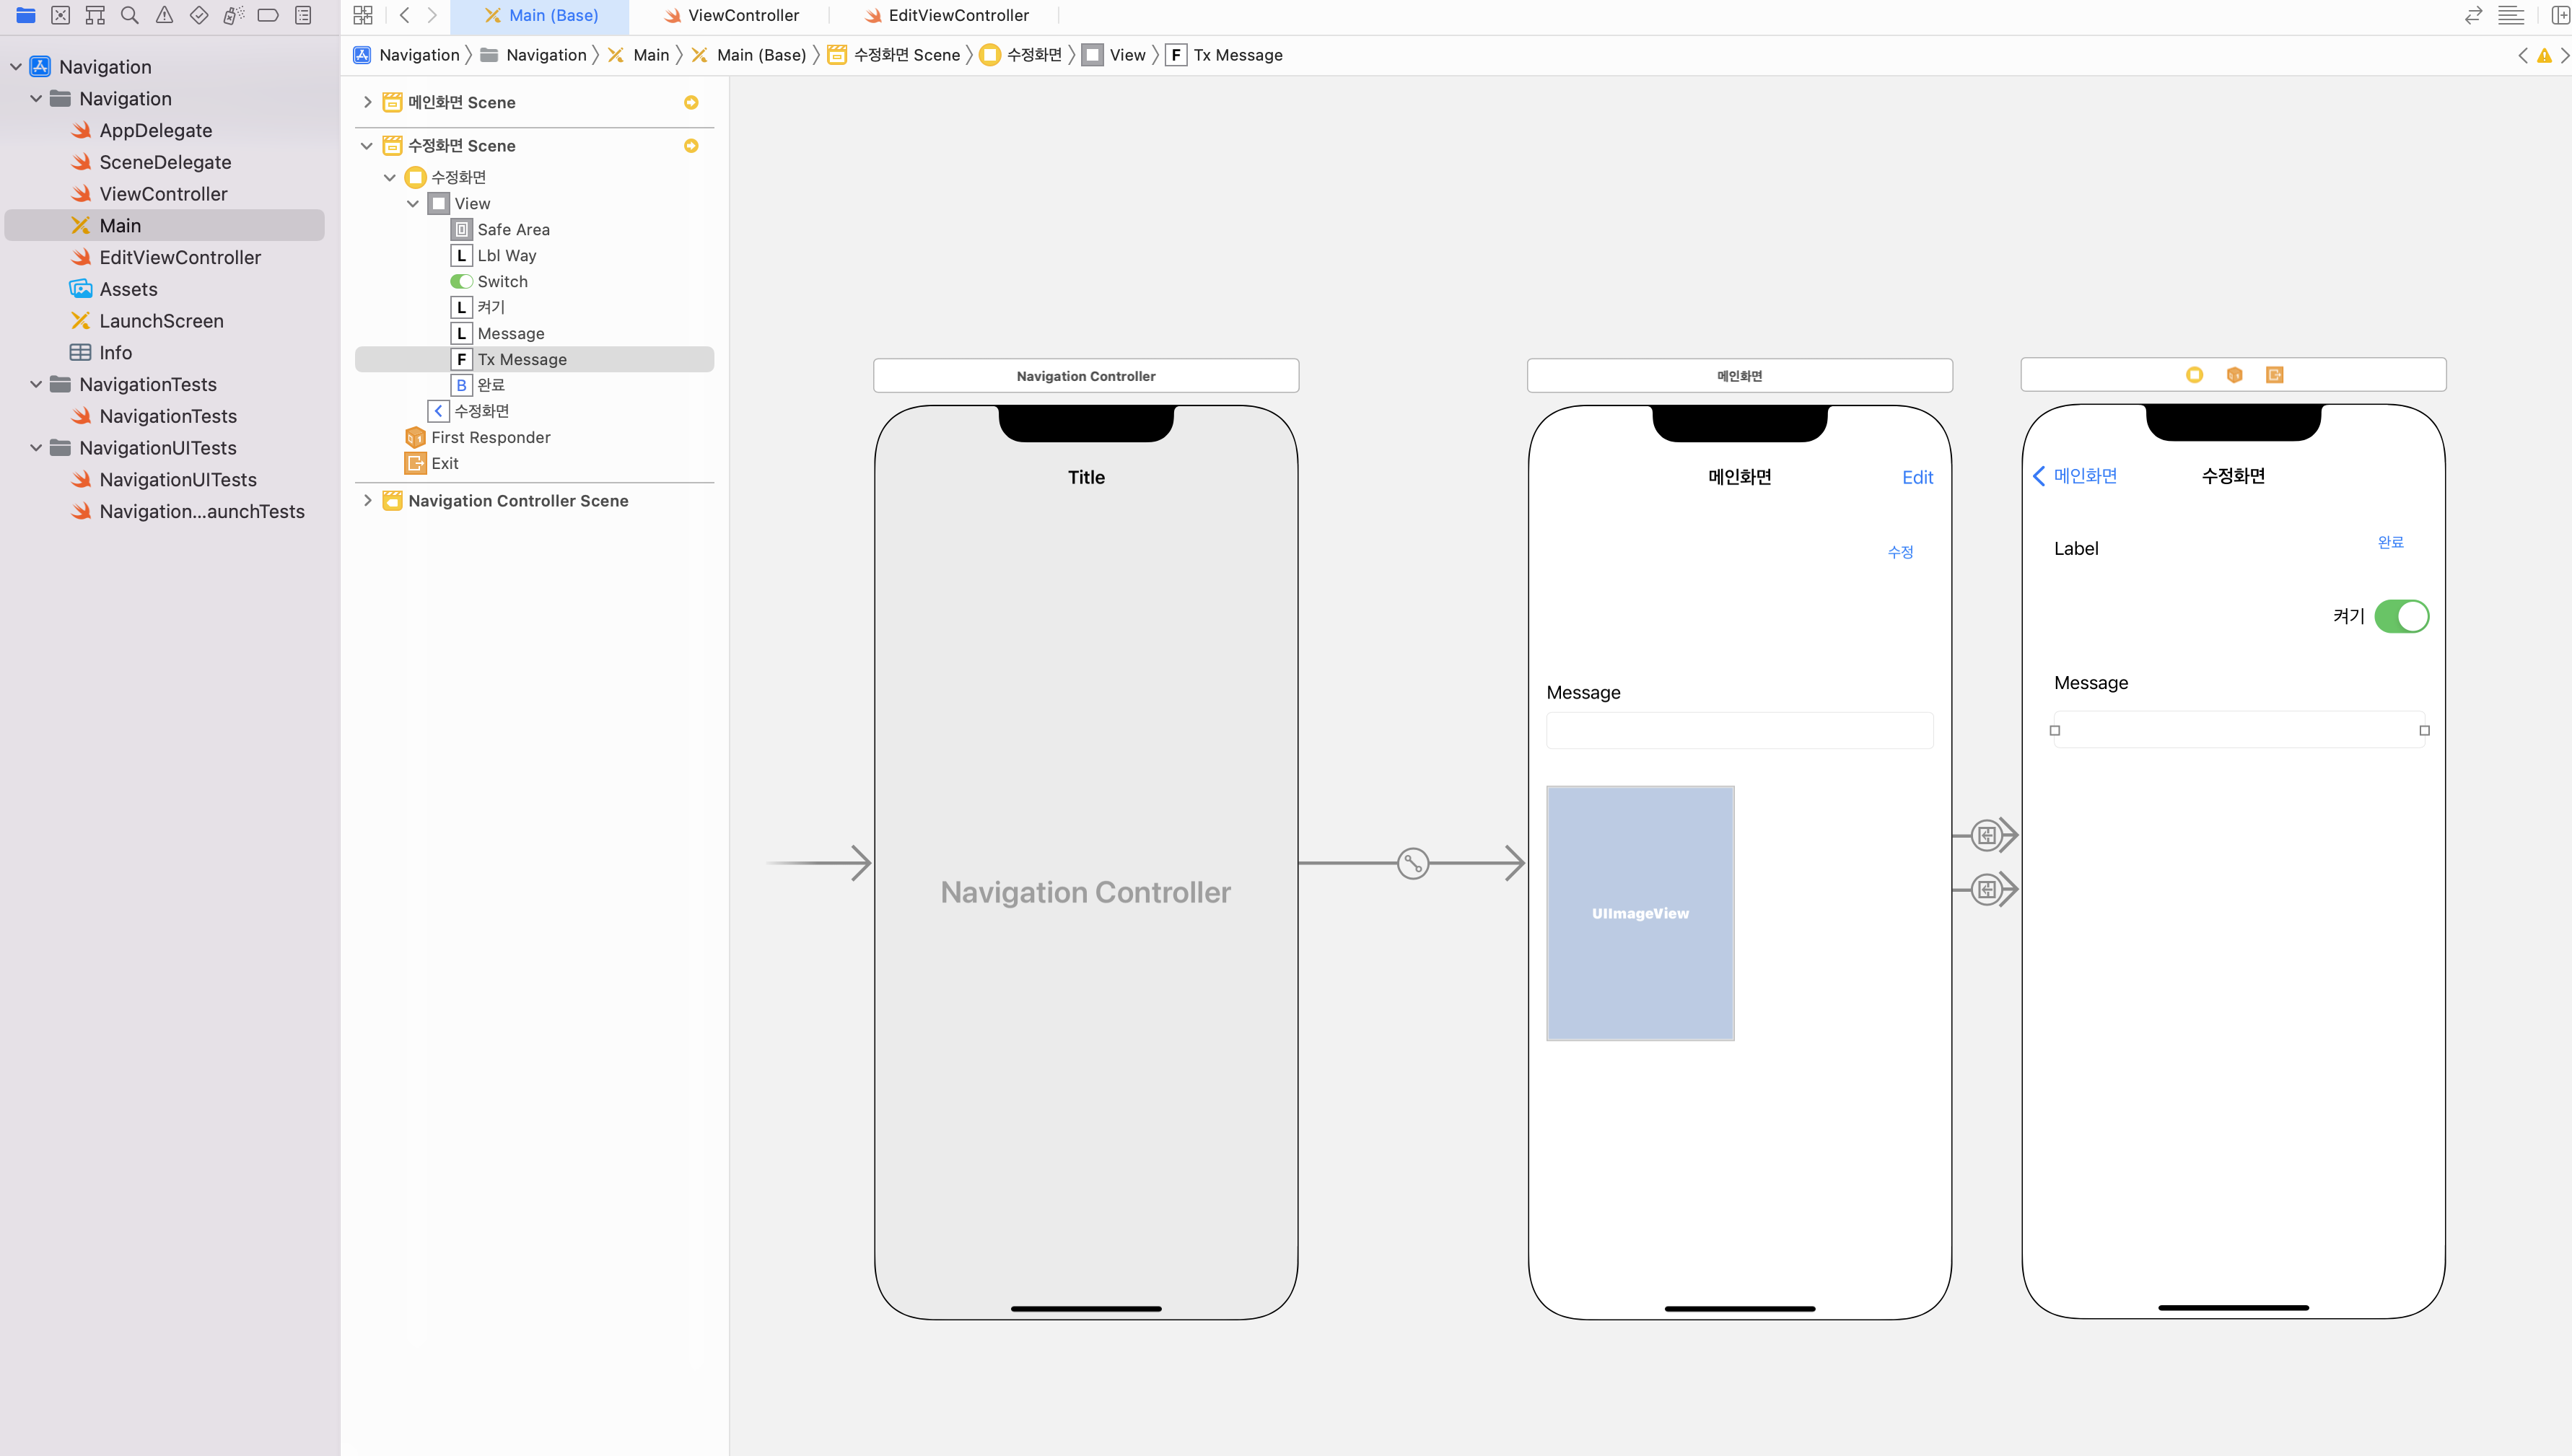 Main (Base)
ViewController
EditViewController
Navigation
Navigation
Main
Main (Base)
수정화면 Scene
수정화면
View
F
Tx Message
Navigation
Navigation
AppDelegate
SceneDelegate
ViewController
Main
EditViewController
Assets
LaunchScreen
Info
NavigationTests
NavigationTests
NavigationUITests
NavigationUITests
Navigation...aunchTests
메인화면 Scene
수정화면 Scene
수정화면
View
Safe Area
L Lbl Way
Switch
L 켜기
L Message
F Tx Message
B 완료
수정화면
First Responder
Exit
Navigation Controller Scene
Navigation Controller
Title
Navigation Controller
메인화면
메인화면 Edit
수정
Message
UIImageView
메인화면 수정화면
Label 완료
켜기
Message